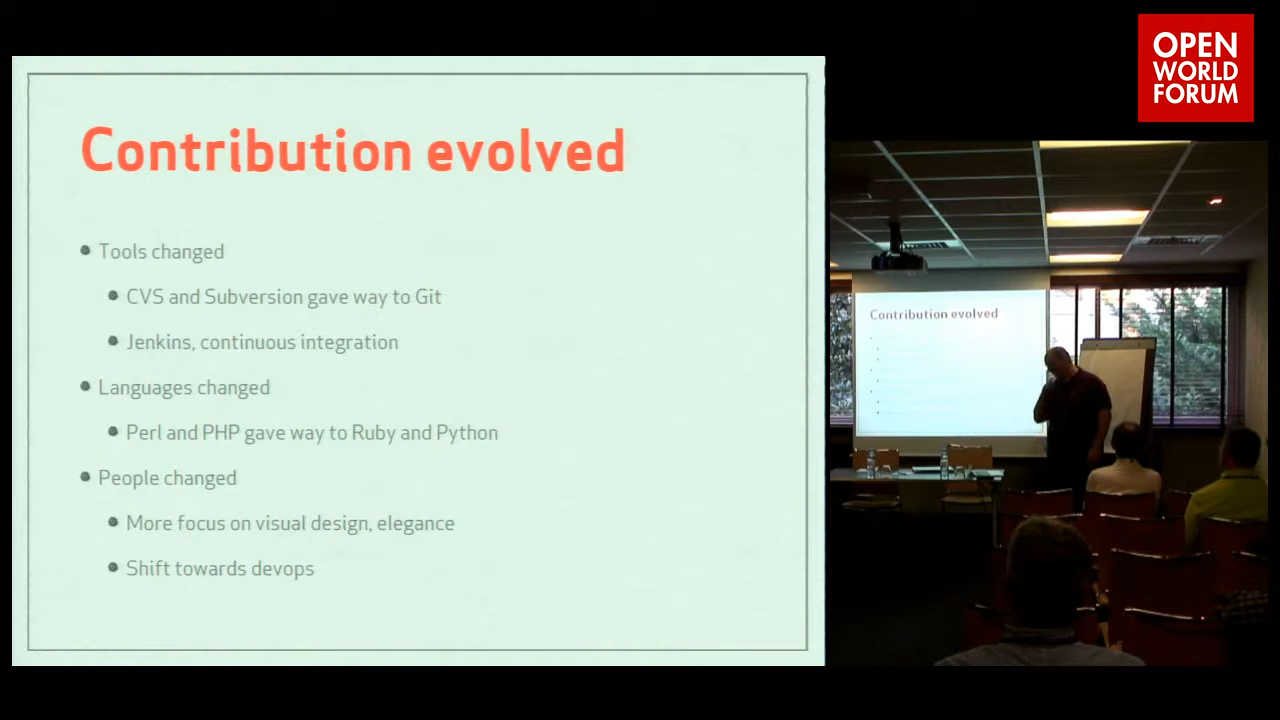 OPEN
WORLD
FORUM
Contribution evolved
Tools changed
CVS and Subversion gave way to Git
Jenkins, continuous integration
Languages changed
Perl and PHP gave way to Ruby and Python
People changed
More focus on visual design, elegance
Shift towards devops
Contribution evolved